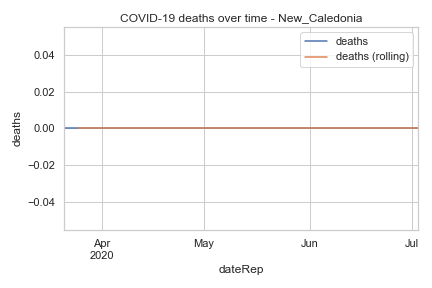 COVID-19 deaths over time - New_Caledonia
deaths
deaths (rolling)
0.04
0.02
0.00
−0.02
−0.04
deaths
Apr
2020
May
Jun
Jul
dateRep